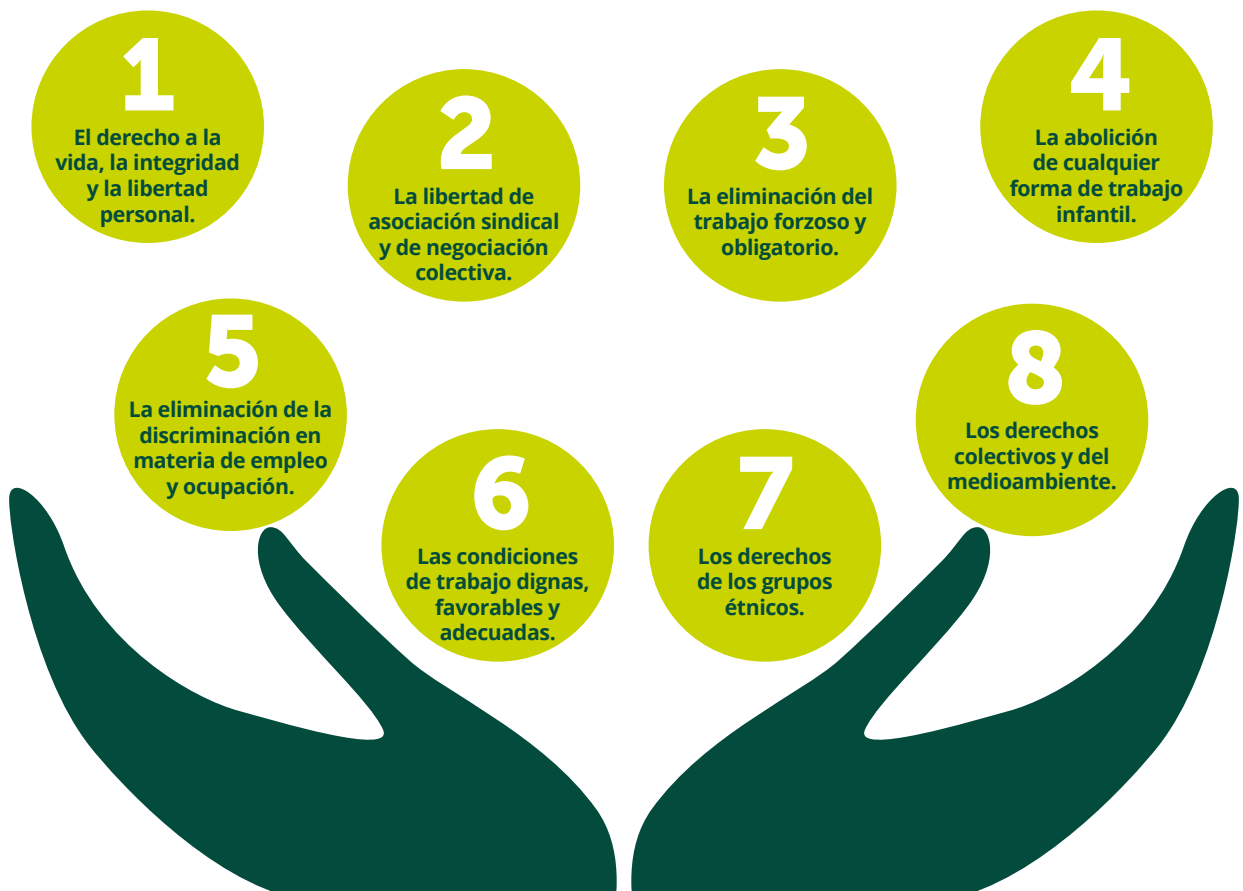 1
El derecho a la
vida, la integridad
y la libertad
personal.
2
La libertad de
asociación sindical
y de negociación
colectiva.
3
La eliminación del
trabajo forzoso y
obligatorio.
4
La abolición
de cualquier
forma de trabajo
infantil.
5
La eliminación de la
discriminación en
materia de empleo
y ocupación.
6
Las condiciones
de trabajo dignas,
favorables y
adecuadas.
7
Los derechos
de los grupos
étnicos.
8
Los derechos
colectivos y del
medioambiente.